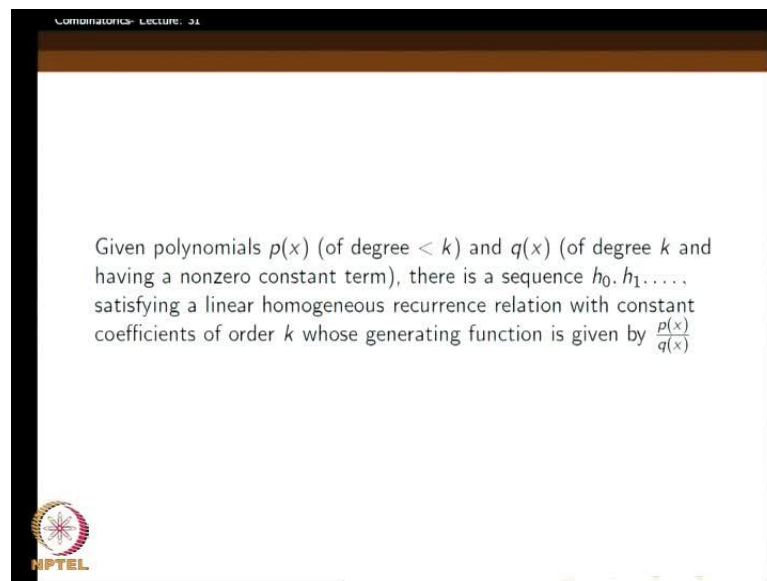 Combinatorics- Lecture: 31
Given polynomials p(x) (of degree < k) and q(x) (of degree k and
having a nonzero constant term), there is a sequence h₀. h₁. . . . ,
satisfying a linear homogeneous recurrence relation with constant
coefficients of order k whose generating function is given by p(x)/q(x)
NPTEL